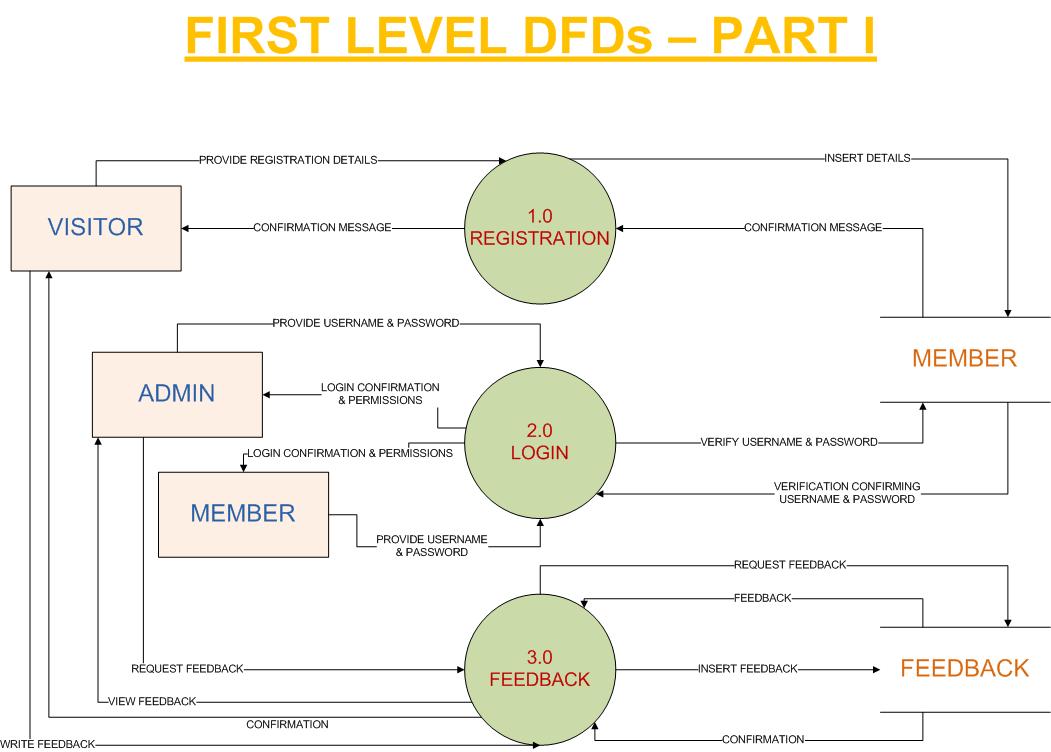 FIRST LEVEL DFDs – PART I
PROVIDE REGISTRATION DETAILS
INSERT DETAILS
VISITOR
CONFIRMATION MESSAGE
1.0
REGISTRATION
CONFIRMATION MESSAGE
PROVIDE USERNAME & PASSWORD
MEMBER
ADMIN
LOGIN CONFIRMATION
& PERMISSIONS
2.0
LOGIN
VERIFY USERNAME & PASSWORD
LOGIN CONFIRMATION & PERMISSIONS
VERIFICATION CONFIRMING
USERNAME & PASSWORD
MEMBER
PROVIDE USERNAME
& PASSWORD
REQUEST FEEDBACK
FEEDBACK
3.0
FEEDBACK
REQUEST FEEDBACK
INSERT FEEDBACK
FEEDBACK
VIEW FEEDBACK
CONFIRMATION
CONFIRMATION
WRITE FEEDBACK